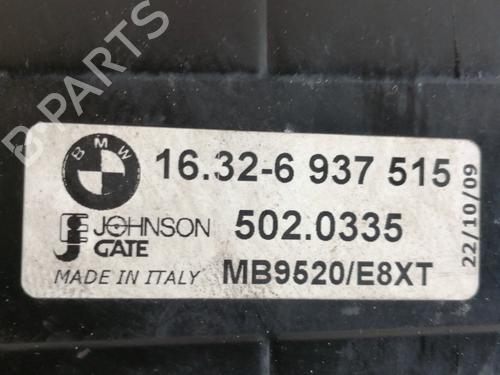 B PARTS
BMW
16.32-6 937 515
JOHNSON
GATE
502.0335
MADE IN ITALY
MB9520/E8XT
22/10/09